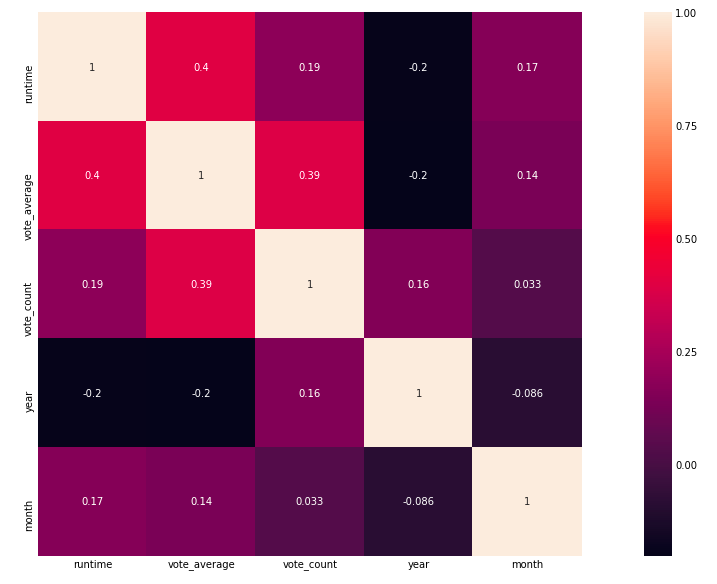 runtime 1 0.4 0.19 -0.2 0.17
vote_average 0.4 1 0.39 -0.2 0.14
vote_count 0.19 0.39 1 0.16 0.033
year -0.2 -0.2 0.16 1 -0.086
month 0.17 0.14 0.033 -0.086 1
runtime vote_average vote_count year month
1.00
0.75
0.50
0.25
0.00